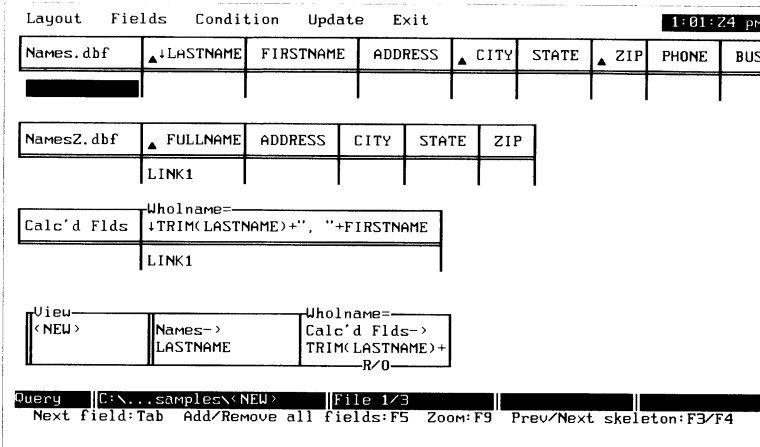 Layout Fields Condition Update Exit 1:01:24 pm
Names.dbf ▲↓LASTNAME FIRSTNAME ADDRESS ▲ CITY STATE ▲ ZIP PHONE BUS
Names2.dbf ▲ FULLNAME ADDRESS CITY STATE ZIP
LINK1
Wholname=
Calc'd Flds ↓TRIM(LASTNAME)+", "+FIRSTNAME
LINK1
View Wholname=
<NEW> Names-> Calc'd Flds->
LASTNAME TRIM(LASTNAME)+
R/O
Query C:\...samples\<NEW> File 1/3
Next field:Tab Add/Remove all fields:F5 Zoom:F9 Prev/Next skeleton:F3/F4